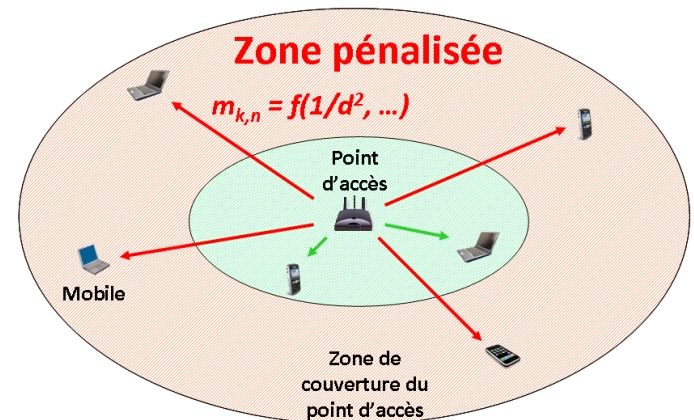 Zone pénalisée
mk,n = f(1/d², …)
Point
d'accès
Mobile
Zone de
couverture du
point d'accès